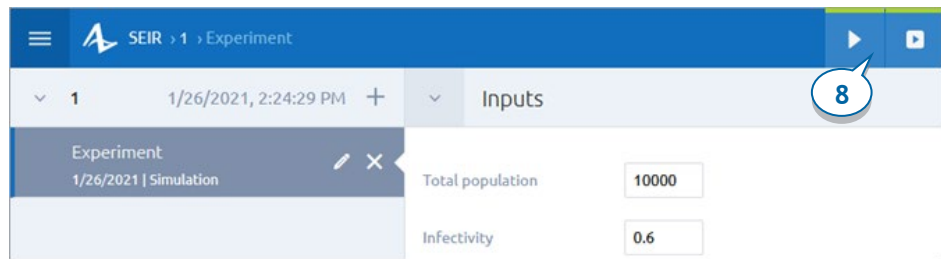 SEIR › 1 › Experiment
8
1 1/26/2021, 2:24:29 PM
Inputs
Experiment
1/26/2021 | Simulation
Total population 10000
Infectivity 0.6